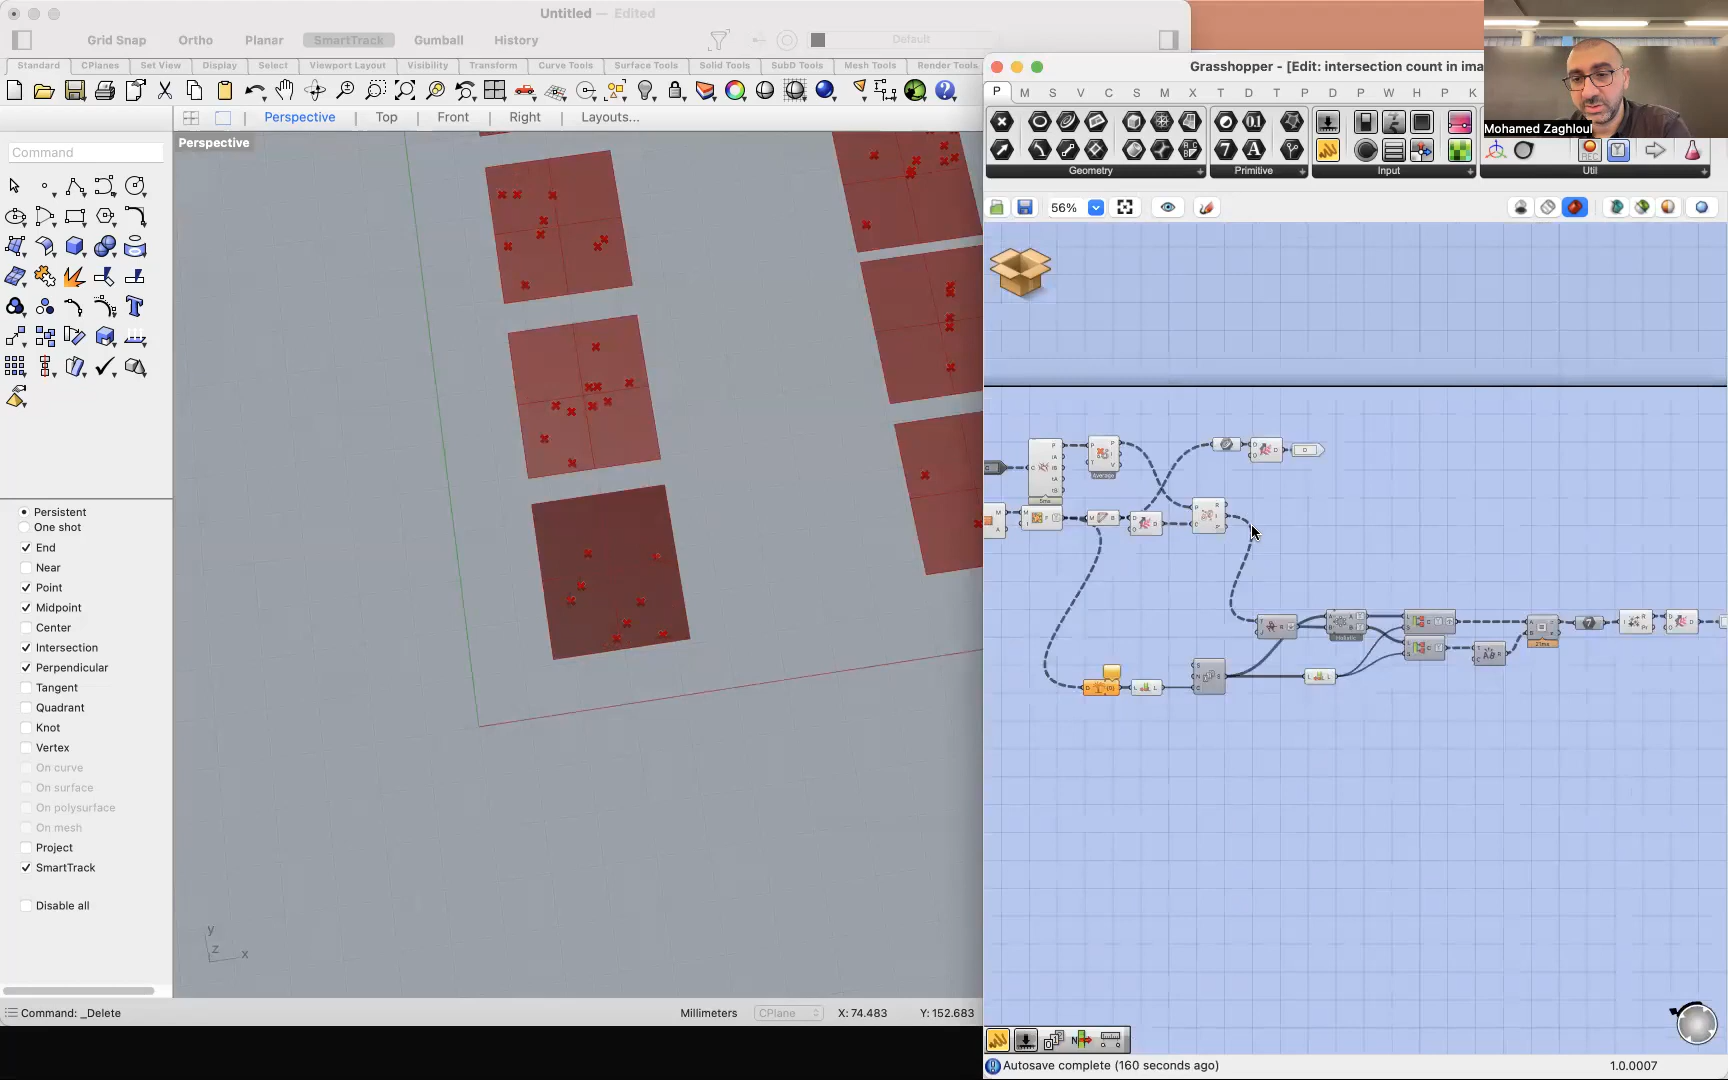 Untitled — Edited
Grid Snap Ortho Planar SmartTrack Gumball History Default
Standard CPlanes Set View Display Select Viewport Layout Visibility Transform Curve Tools Surface Tools Solid Tools SubD Tools Mesh Tools Render Tools
Perspective Top Front Right Layouts...
Perspective
Command
Persistent
One shot
End
Near
Point
Midpoint
Center
Intersection
Perpendicular
Tangent
Quadrant
Knot
Vertex
On curve
On surface
On polysurface
On mesh
Project
SmartTrack
Disable all
y
z
x
Command: _Delete
Millimeters CPlane X: 74.483 Y: 152.683
Grasshopper - [Edit: intersection count in ima
P M S V C S M X T D T P D P W H P K
Mohamed Zaghloul
Geometry Primitive Input Util
56%
Average
5ms
Holistic
21ms
Autosave complete (160 seconds ago)
1.0.0007